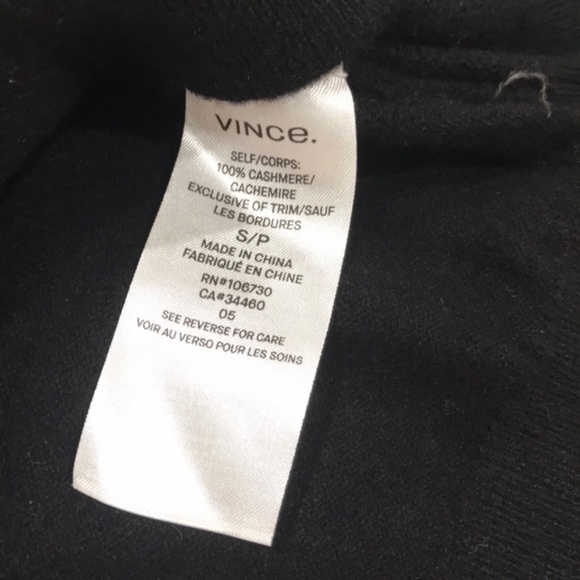 VINCe.
SELF/CORPS:
100% CASHMERE/
CACHEMIRE
EXCLUSIVE OF TRIM/SAUF
LES BORDURES
S/P
MADE IN CHINA
FABRIQUÉ EN CHINE
RN#106730
CA#34460
05
SEE REVERSE FOR CARE
VOIR AU VERSO POUR LES SOINS